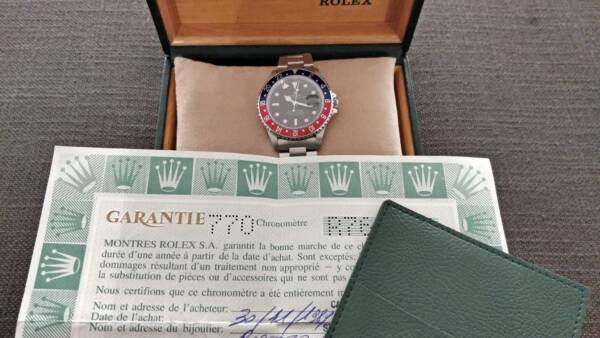 ROLEX
GARANTIE 770 Chronomètre R76
MONTRES ROLEX S.A. garantit la bonne marche de ce
durée d'une année à partir de la date d'achat. Sont exceptés:
dommages résultant d'un traitement non approprié – y
la substitution de pièces ou d'accessoires qui ne sont pas
Nous certifions que ce chronomètre a été entièrement
Nom et adresse de l'acheteur:
Date de l'achat: 30/11/
Nom et adresse du bijoutier: